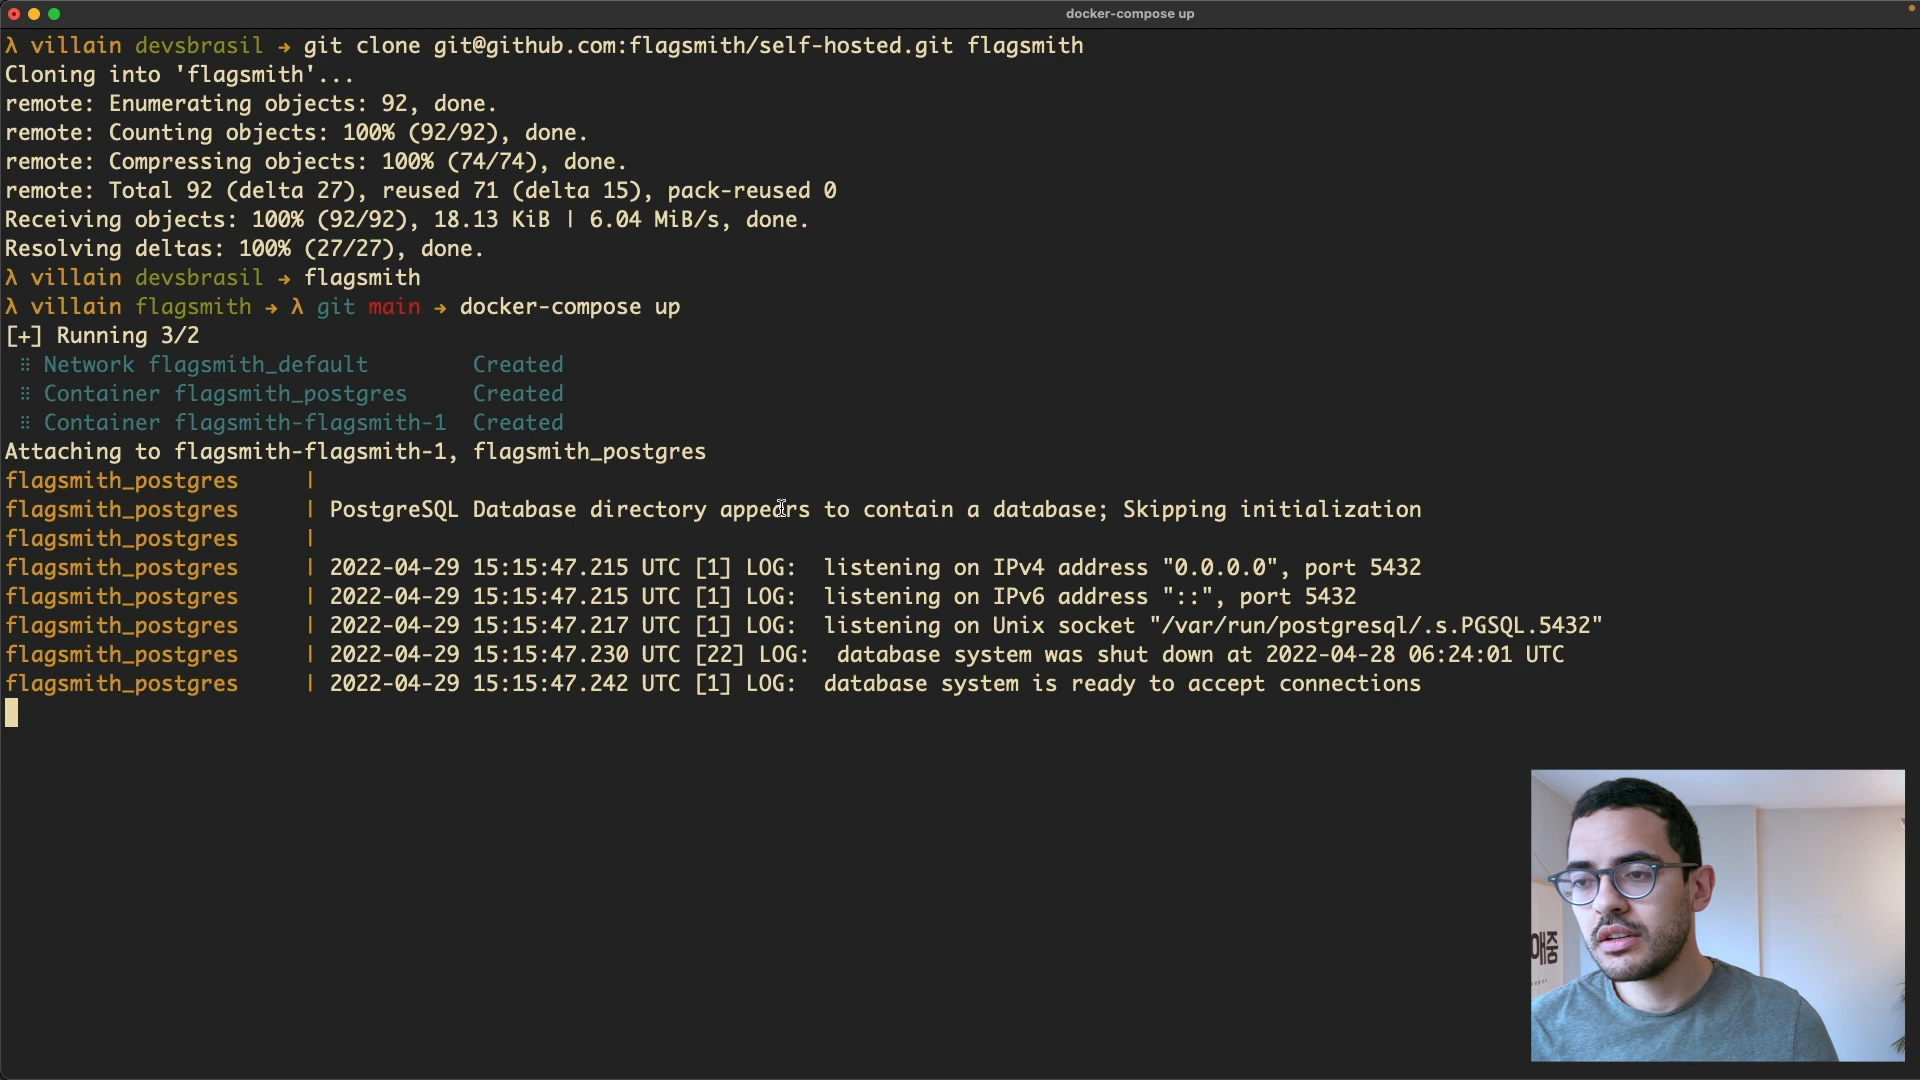 docker-compose up
λ villain devsbrasil → git clone git@github.com:flagsmith/self-hosted.git flagsmith
Cloning into 'flagsmith'...
remote: Enumerating objects: 92, done.
remote: Counting objects: 100% (92/92), done.
remote: Compressing objects: 100% (74/74), done.
remote: Total 92 (delta 27), reused 71 (delta 15), pack-reused 0
Receiving objects: 100% (92/92), 18.13 KiB | 6.04 MiB/s, done.
Resolving deltas: 100% (27/27), done.
λ villain devsbrasil → flagsmith
λ villain flagsmith → λ git main → docker-compose up
[+] Running 3/2
⠿ Network flagsmith_default Created
⠿ Container flagsmith_postgres Created
⠿ Container flagsmith-flagsmith-1 Created
Attaching to flagsmith-flagsmith-1, flagsmith_postgres
flagsmith_postgres |
flagsmith_postgres | PostgreSQL Database directory appears to contain a database; Skipping initialization
flagsmith_postgres |
flagsmith_postgres | 2022-04-29 15:15:47.215 UTC [1] LOG: listening on IPv4 address "0.0.0.0", port 5432
flagsmith_postgres | 2022-04-29 15:15:47.215 UTC [1] LOG: listening on IPv6 address "::", port 5432
flagsmith_postgres | 2022-04-29 15:15:47.217 UTC [1] LOG: listening on Unix socket "/var/run/postgresql/.s.PGSQL.5432"
flagsmith_postgres | 2022-04-29 15:15:47.230 UTC [22] LOG: database system was shut down at 2022-04-28 06:24:01 UTC
flagsmith_postgres | 2022-04-29 15:15:47.242 UTC [1] LOG: database system is ready to accept connections